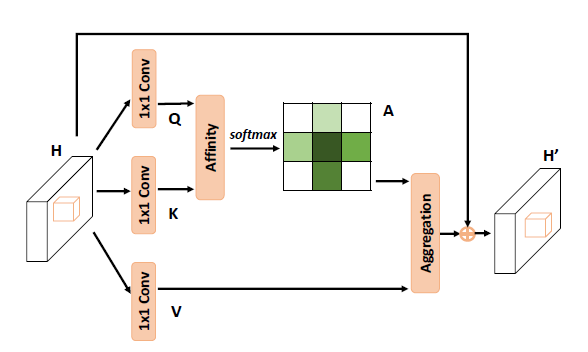 H
1x1 Conv
Q
1x1 Conv
K
1x1 Conv
V
Affinity
softmax
A
Aggregation
H'